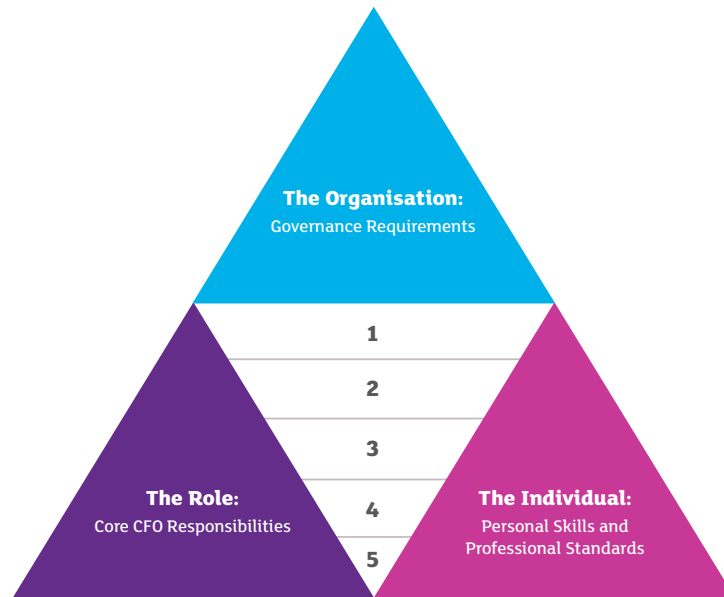 The Organisation:
Governance Requirements
1
2
3
4
5
The Role:
Core CFO Responsibilities
The Individual:
Personal Skills and
Professional Standards